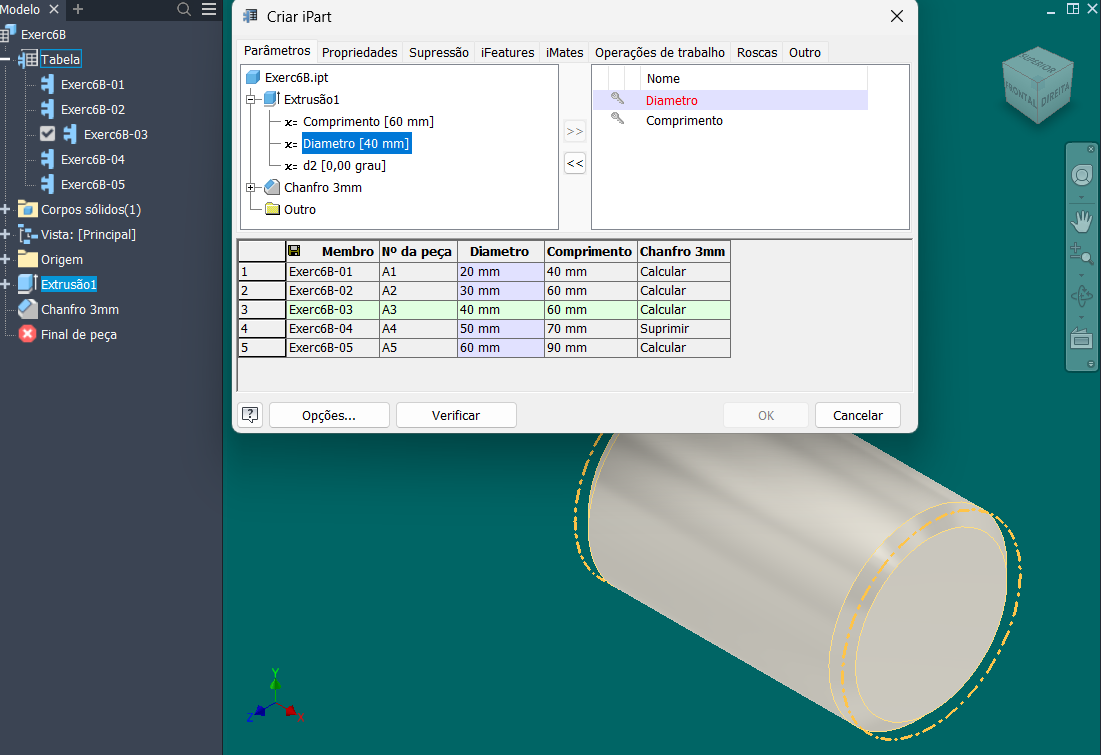 Modelo
Exerc6B
Tabela
Exerc6B-01
Exerc6B-02
Exerc6B-03
Exerc6B-04
Exerc6B-05
Corpos sólidos(1)
Vista: [Principal]
Origem
Extrusão1
Chanfro 3mm
Final de peça
Criar iPart
Parâmetros Propriedades Supressão iFeatures iMates Operações de trabalho Roscas Outro
Exerc6B.ipt
Extrusão1
x= Comprimento [60 mm]
x= Diametro [40 mm]
x= d2 [0,00 grau]
Chanfro 3mm
Outro
>>
<<
Nome
Diametro
Comprimento
Membro Nº da peça Diametro Comprimento Chanfro 3mm
1 Exerc6B-01 A1 20 mm 40 mm Calcular
2 Exerc6B-02 A2 30 mm 60 mm Calcular
3 Exerc6B-03 A3 40 mm 60 mm Calcular
4 Exerc6B-04 A4 50 mm 70 mm Suprimir
5 Exerc6B-05 A5 60 mm 90 mm Calcular
? Opções... Verificar OK Cancelar
SUPERIOR
FRONTAL DIREITA
Y
Z X